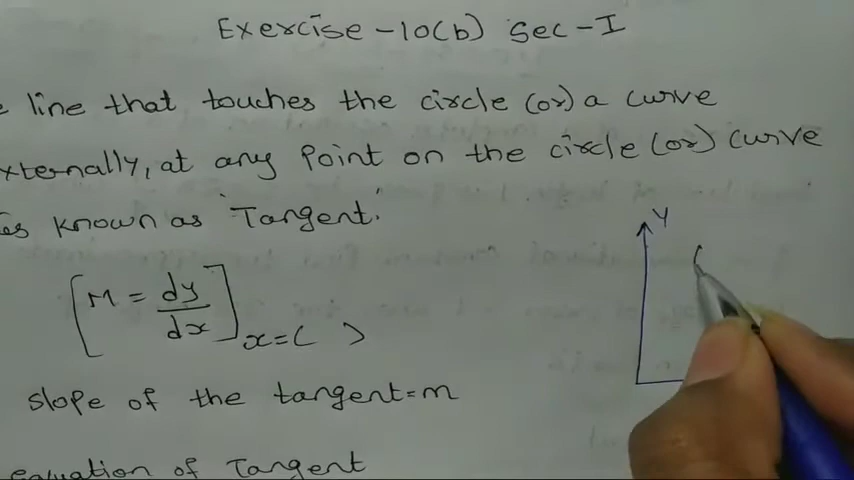 Exercise-10(b) Sec-I
line that touches the circle (or) a curve
xternally, at any point on the circle (or) curve
is known as 'Tangent.'
Y
[M = dy/dx] x=( )
slope of the tangent=m
equation of Tangent